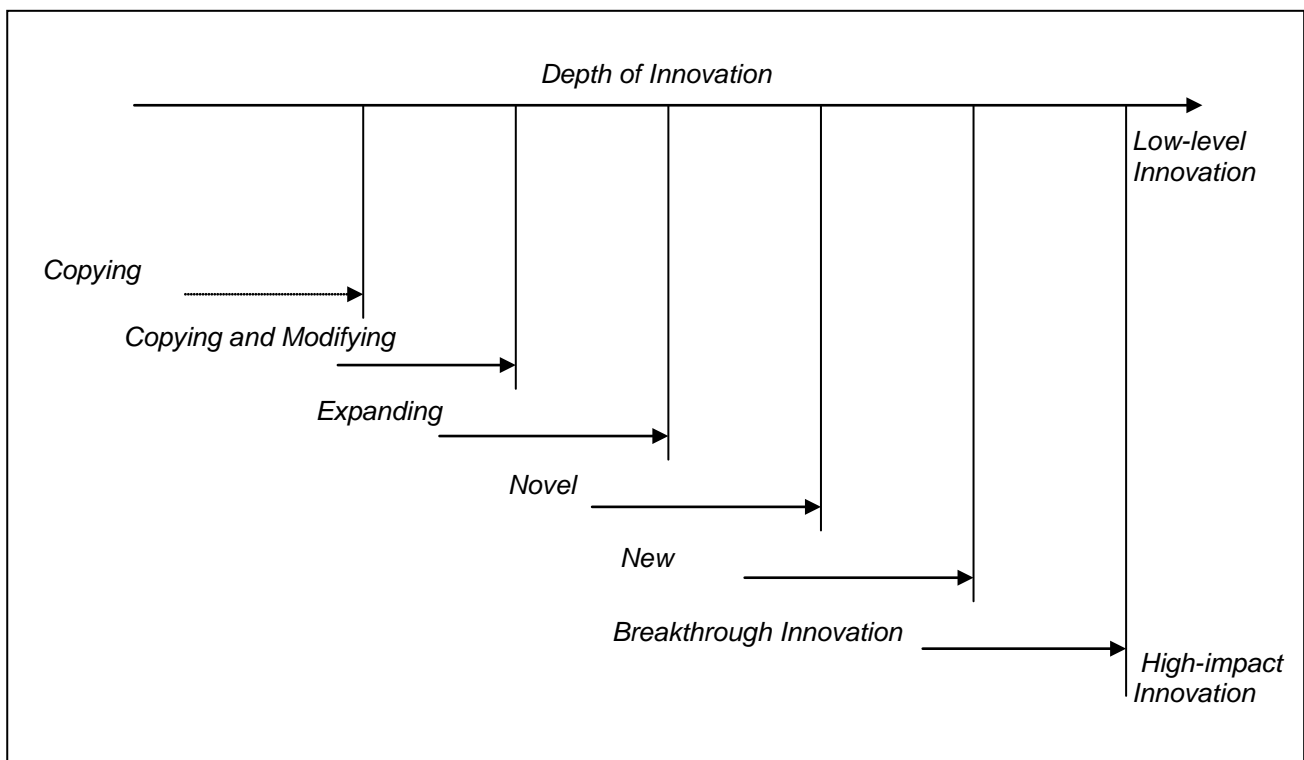 Depth of Innovation
Low-level
Innovation
Copying
Copying and Modifying
Expanding
Novel
New
Breakthrough Innovation
High-impact
Innovation